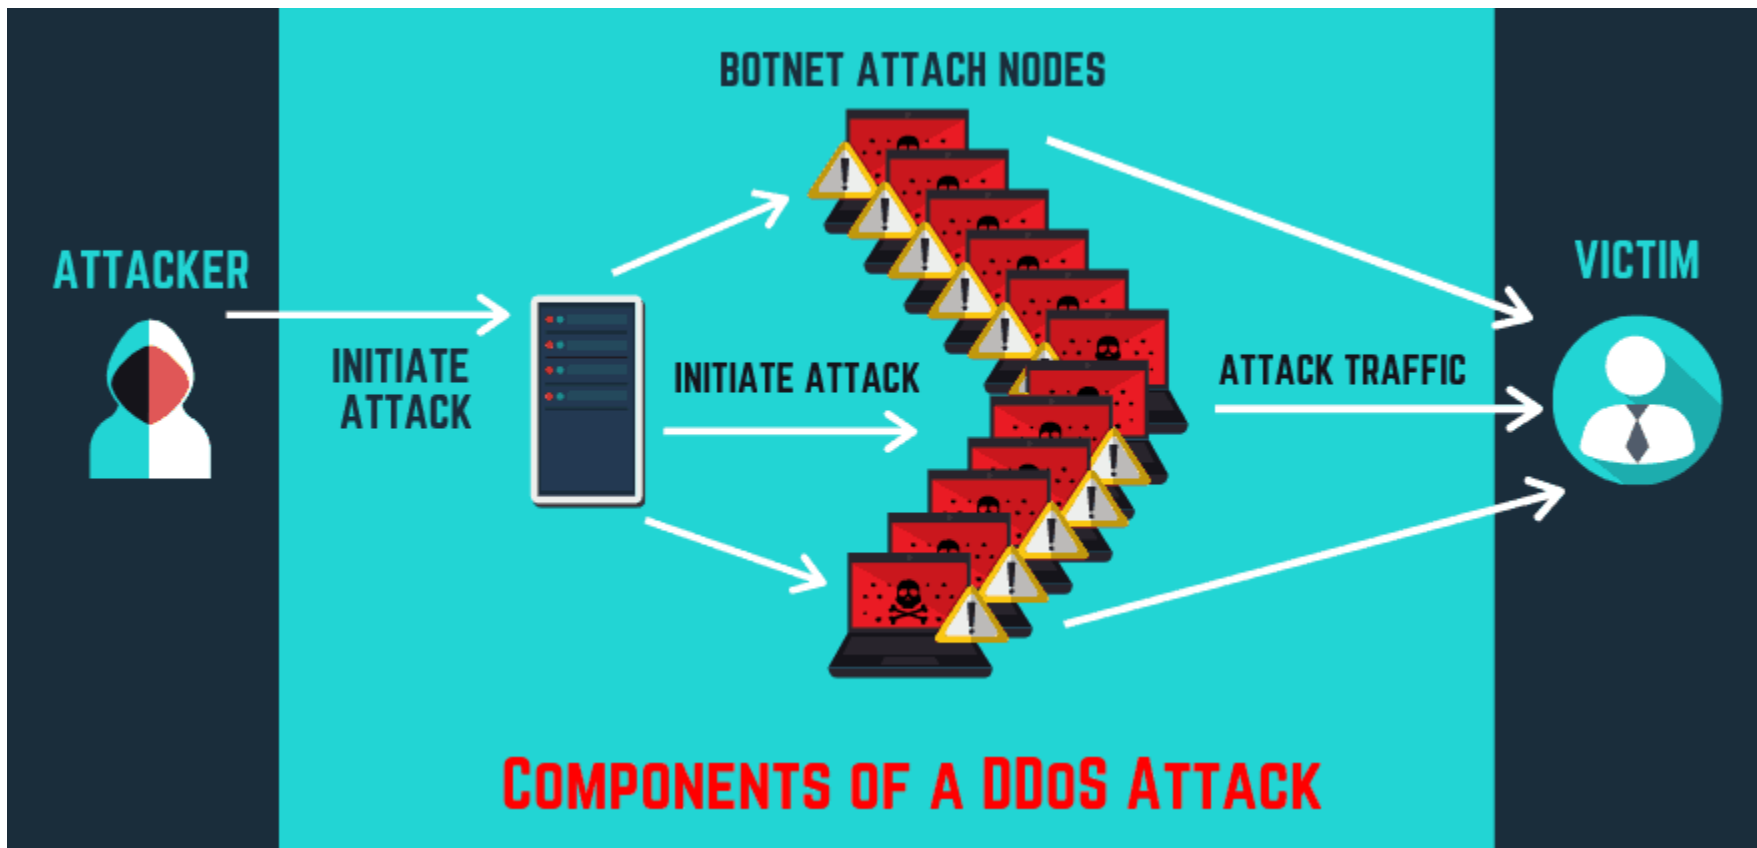 BOTNET ATTACH NODES
ATTACKER
VICTIM
INITIATE
ATTACK
INITIATE ATTACK
ATTACK TRAFFIC
COMPONENTS OF A DDOS ATTACK